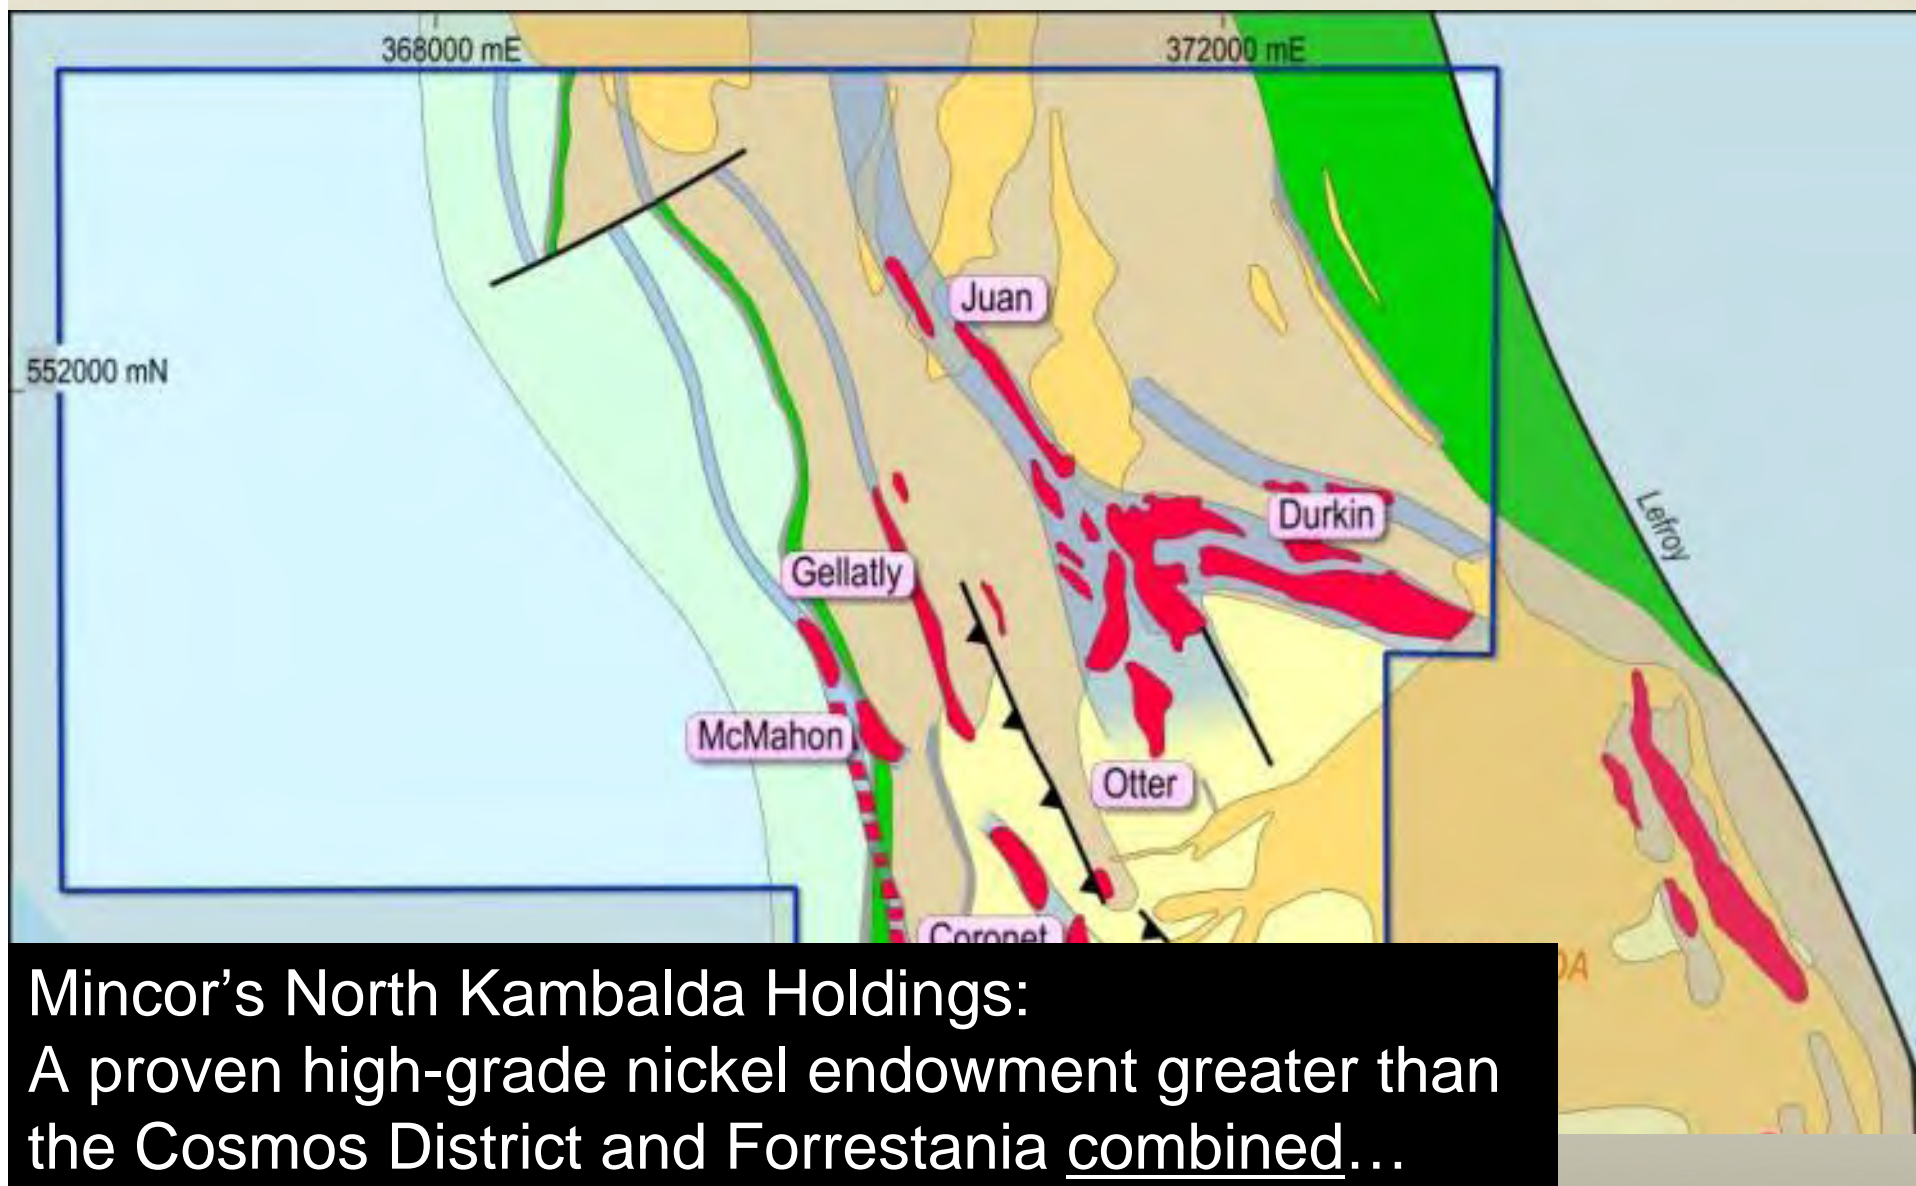 368000 mE
372000 mE
552000 mN
Juan
Durkin
Lefroy
Gellatly
McMahon
Otter
Coronet
Mincor’s North Kambalda Holdings:
A proven high-grade nickel endowment greater than
the Cosmos District and Forrestania combined…